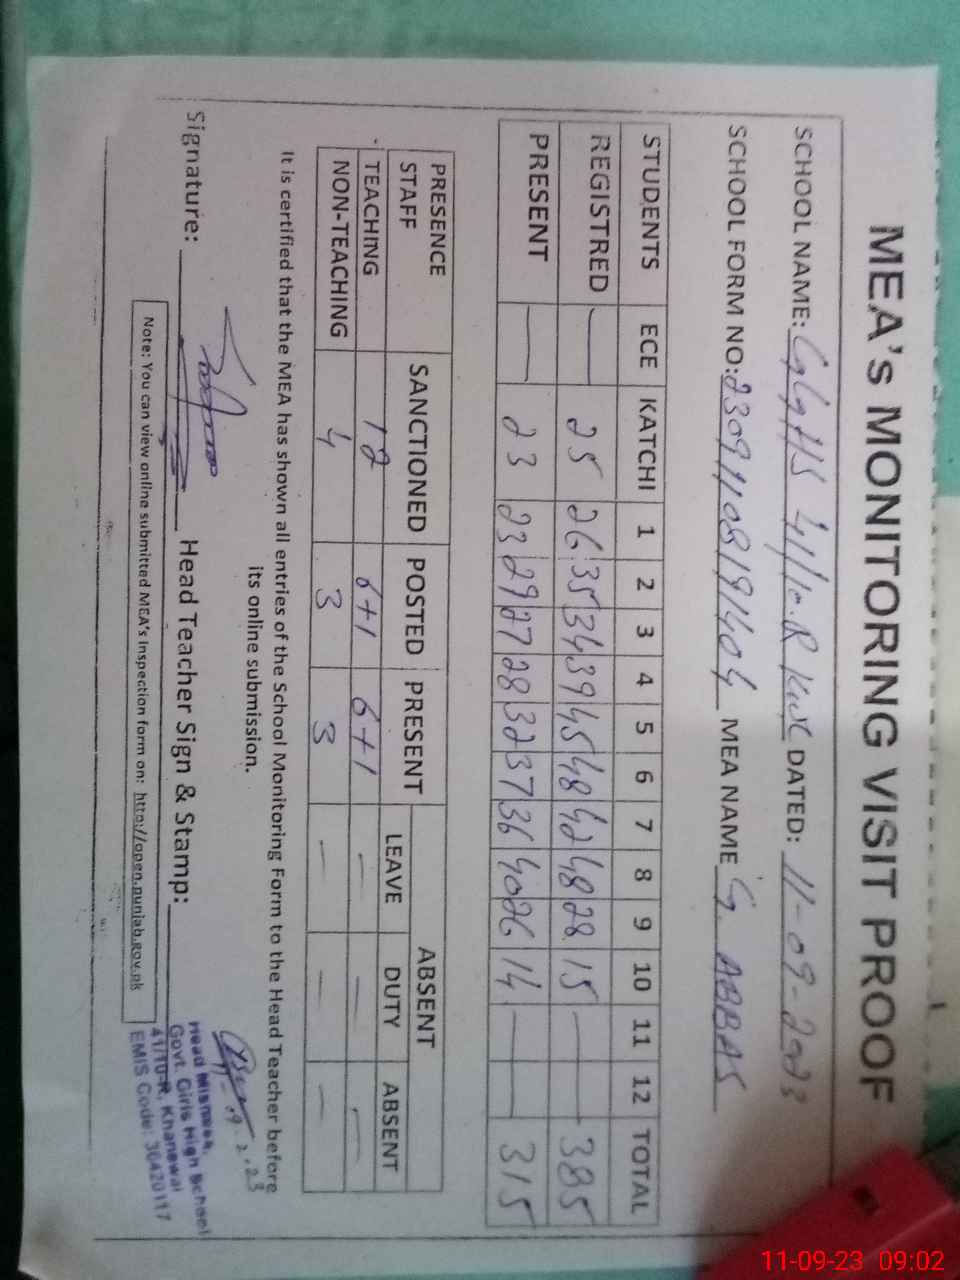 MEA's MONITORING VISIT PROOF
SCHOOL NAME: GGHS 41/10.R KWL DATED: 11-09-2023
SCHOOL FORM NO: MEA NAME G. ABBAS
STUDENTS ECE KATCHI 1 2 3 4 5 6 7 8 9 10 11 12 TOTAL
REGISTRED — 25 26 35 34 39 45 48 42 48 28 15 — 385
PRESENT — 23 23 29 27 28 32 37 36 40 26 14 — 315
PRESENCE STAFF SANCTIONED POSTED PRESENT ABSENT
LEAVE DUTY ABSENT
TEACHING 12 6+1 6+1 — — —
NON-TEACHING 4 3 3 — — —
It is certified that the MEA has shown all entries of the School Monitoring Form to the Head Teacher before
its online submission.
Signature: Head Teacher Sign & Stamp:
Head Mistress,
Govt. Girls High School
41/10-R, Khanewal
EMIS Code: 36420117
Note: You can view online submitted MEA's Inspection form on: http://open.punjab.gov.pk
11-09-23 09:02